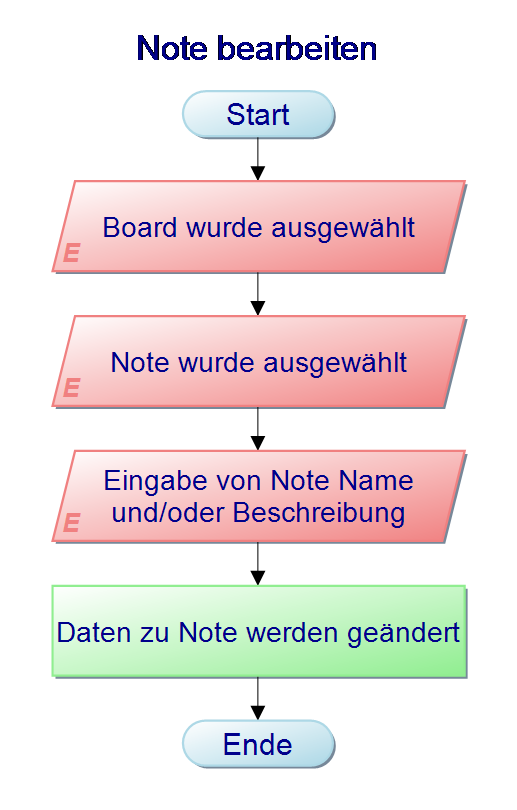 Note bearbeiten
Start
Board wurde ausgewählt
E
Note wurde ausgewählt
E
Eingabe von Note Name
und/oder Beschreibung
E
Daten zu Note werden geändert
Ende